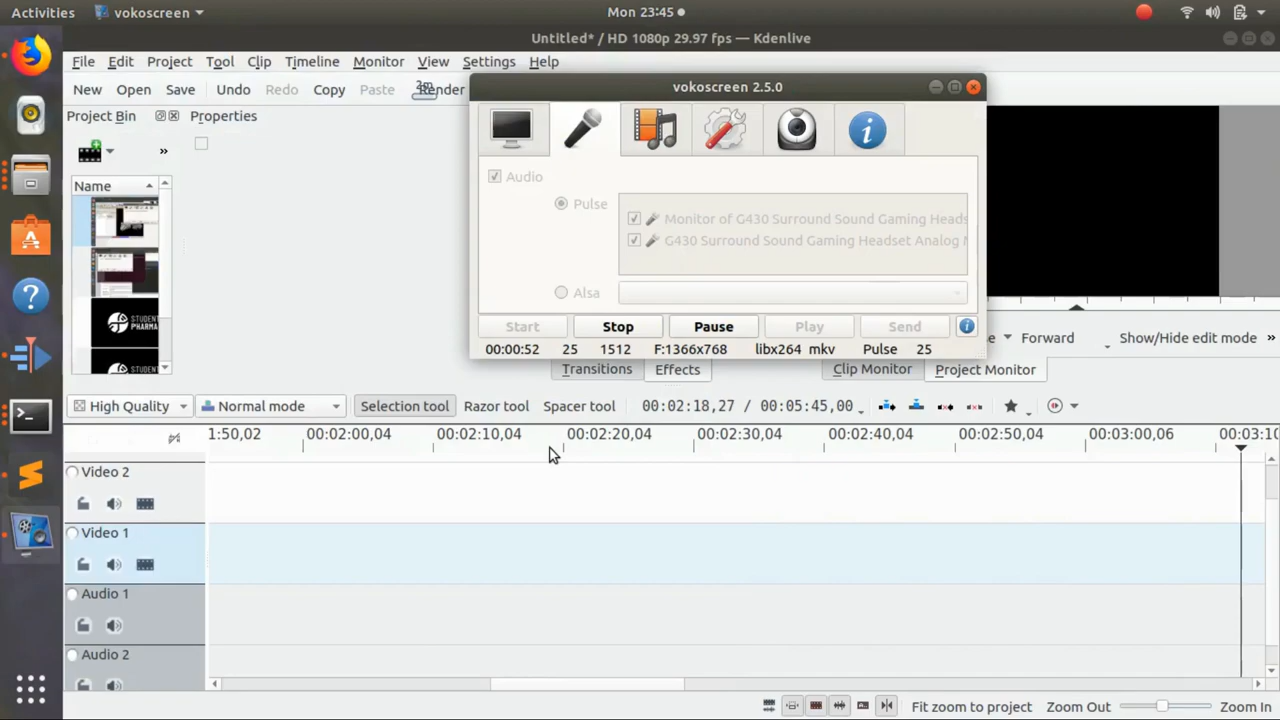 Activities vokoscreen Mon 23:45
Untitled* / HD 1080p 29.97 fps — Kdenlive
File Edit Project Tool Clip Timeline Monitor View Settings Help
New Open Save Undo Redo Copy Paste Render
vokoscreen 2.5.0
Project Bin Properties
»
Name
STUDENT
PHARMA
Audio
Pulse
Monitor of G430 Surround Sound Gaming Heads
G430 Surround Sound Gaming Headset Analog
Alsa
Start Stop Pause Play Send
00:00:52 25 1512 F:1366x768 libx264 mkv Pulse 25
Forward Show/Hide edit mode »
Transitions Effects Clip Monitor Project Monitor
High Quality Normal mode Selection tool Razor tool Spacer tool 00:02:18,27 / 00:05:45,00
1:50,02 00:02:00,04 00:02:10,04 00:02:20,04 00:02:30,04 00:02:40,04 00:02:50,04 00:03:00,06 00:03:10
Video 2
Video 1
Audio 1
Audio 2
Fit zoom to project Zoom Out Zoom In